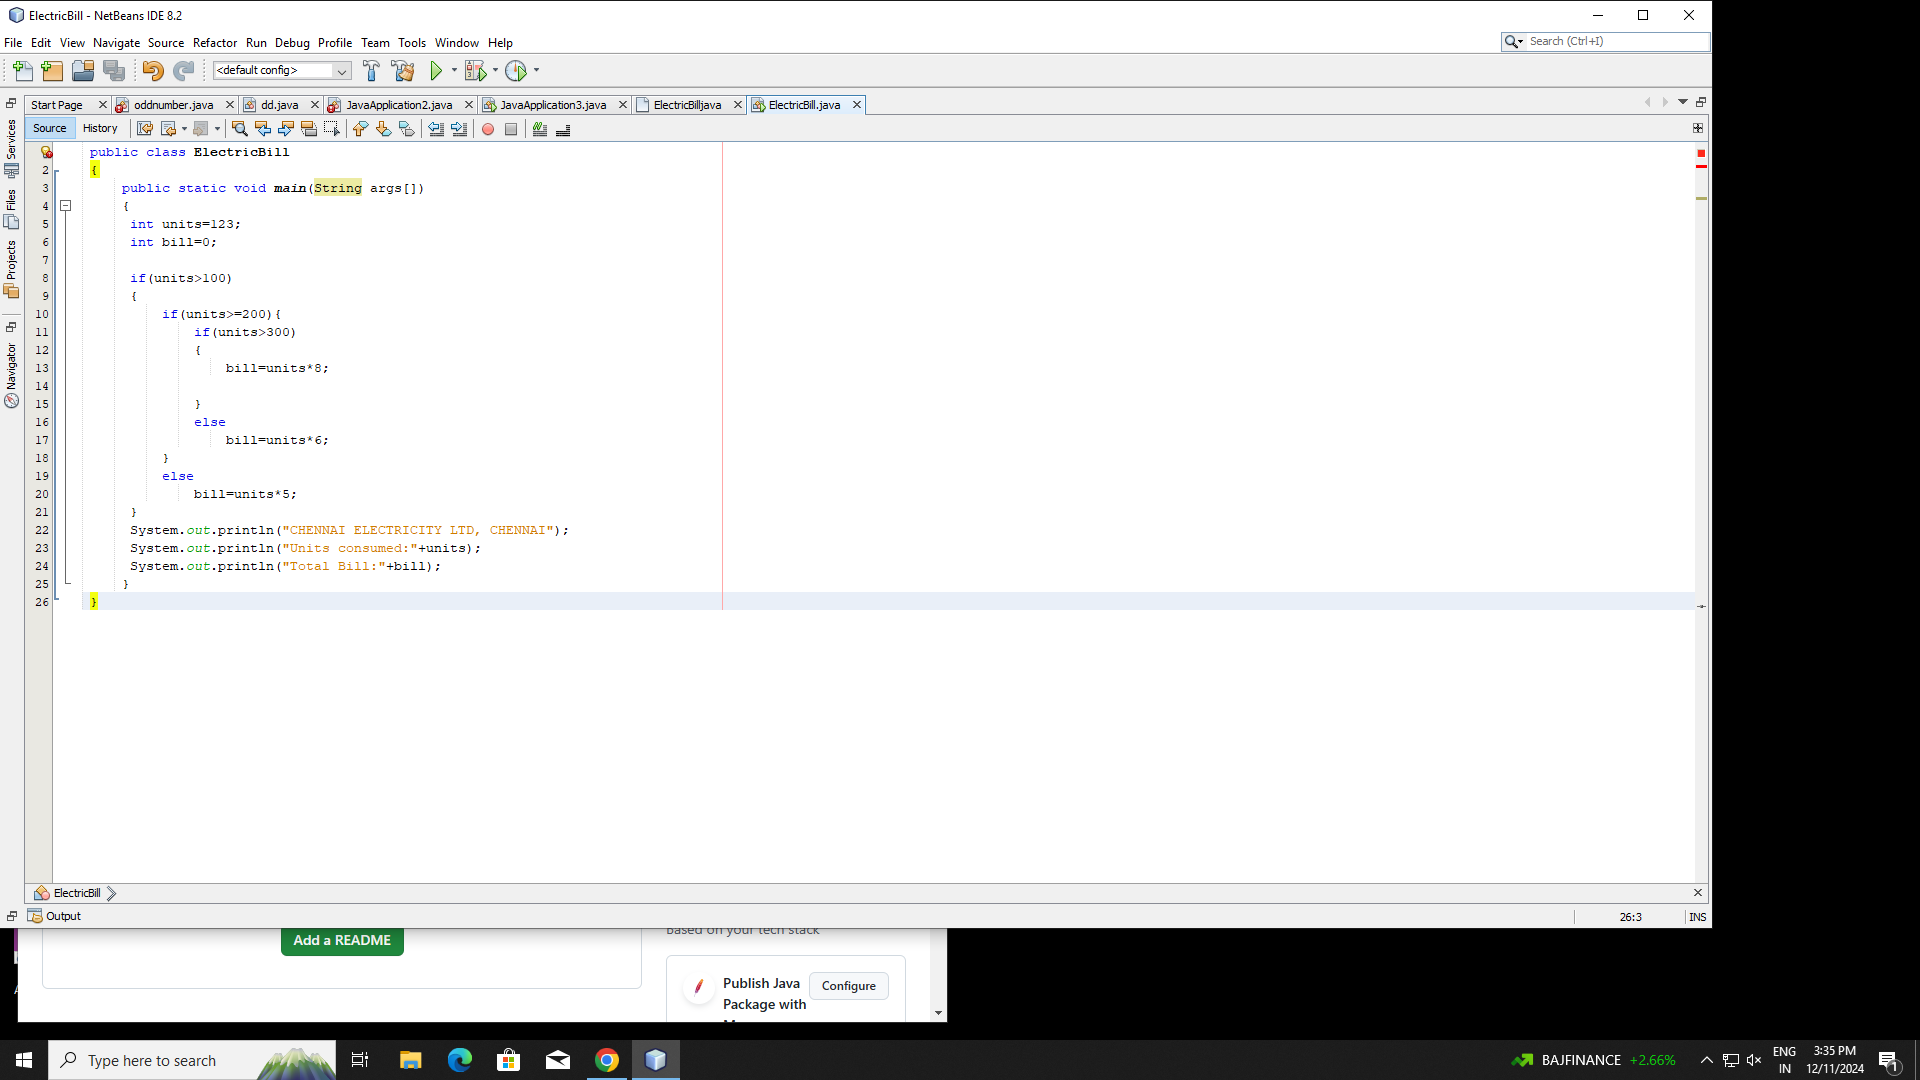 ElectricBill - NetBeans IDE 8.2
File Edit View Navigate Source Refactor Run Debug Profile Team Tools Window Help
Search (Ctrl+I)
<default config>
Start Page oddnumber.java dd.java JavaApplication2.java JavaApplication3.java ElectricBilljava ElectricBill.java
Source History
Services
Files
Projects
Navigator
public class ElectricBill
2 {
3 public static void main(String args[])
4 {
5 int units=123;
6 int bill=0;
7
8 if(units>100)
9 {
10 if(units>=200){
11 if(units>300)
12 {
13 bill=units*8;
14
15 }
16 else
17 bill=units*6;
18 }
19 else
20 bill=units*5;
21 }
22 System.out.println("CHENNAI ELECTRICITY LTD, CHENNAI");
23 System.out.println("Units consumed:"+units);
24 System.out.println("Total Bill:"+bill);
25 }
26 }
ElectricBill
Output
26:3 INS
Add a README
Based on your tech stack
Publish Java
Package with
Configure
Type here to search
BAJFINANCE +2.66%
ENG
IN
3:35 PM
12/11/2024
1